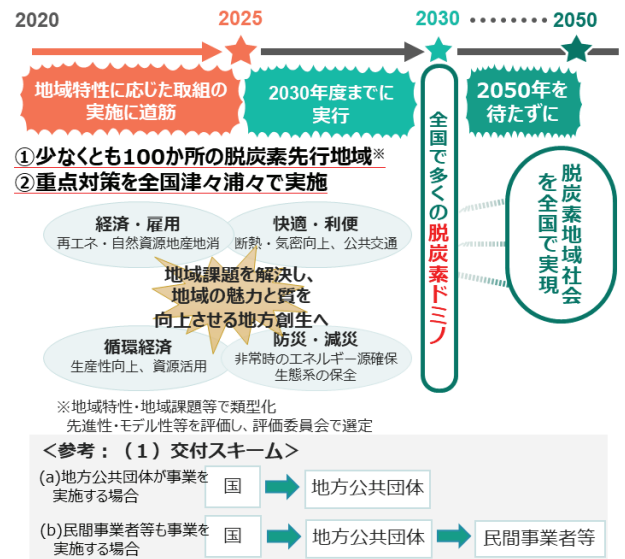 2020
2025
2030
2050
地域特性に応じた取組の
実施に道筋
2030年度までに
実行
2050年を
待たずに
①少なくとも100か所の脱炭素先行地域※
②重点対策を全国津々浦々で実施
全国で多くの脱炭素ドミノ
脱炭素地域社会
を全国で実現
経済・雇用
再エネ・自然資源地産地消
快適・利便
断熱・気密向上、公共交通
地域課題を解決し、
地域の魅力と質を
向上させる地方創生へ
循環経済
生産性向上、資源活用
防災・減災
非常時のエネルギー源確保
生態系の保全
※地域特性・地域課題等で類型化
先進性・モデル性等を評価し、評価委員会で選定
＜参考：（１）交付スキーム＞
(a)地方公共団体が事業を
実施する場合
国
地方公共団体
(b)民間事業者等も事業を
実施する場合
国
地方公共団体
民間事業者等